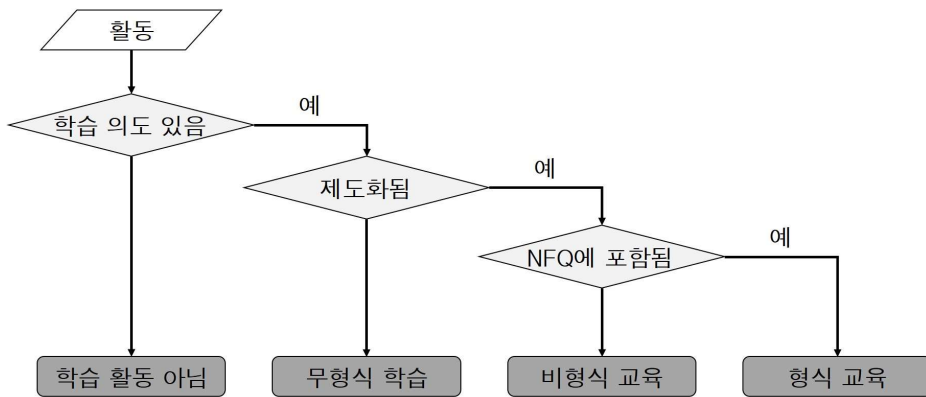 활동
학습 의도 있음
예
제도화됨
예
NFQ에 포함됨
예
학습 활동 아님
무형식 학습
비형식 교육
형식 교육